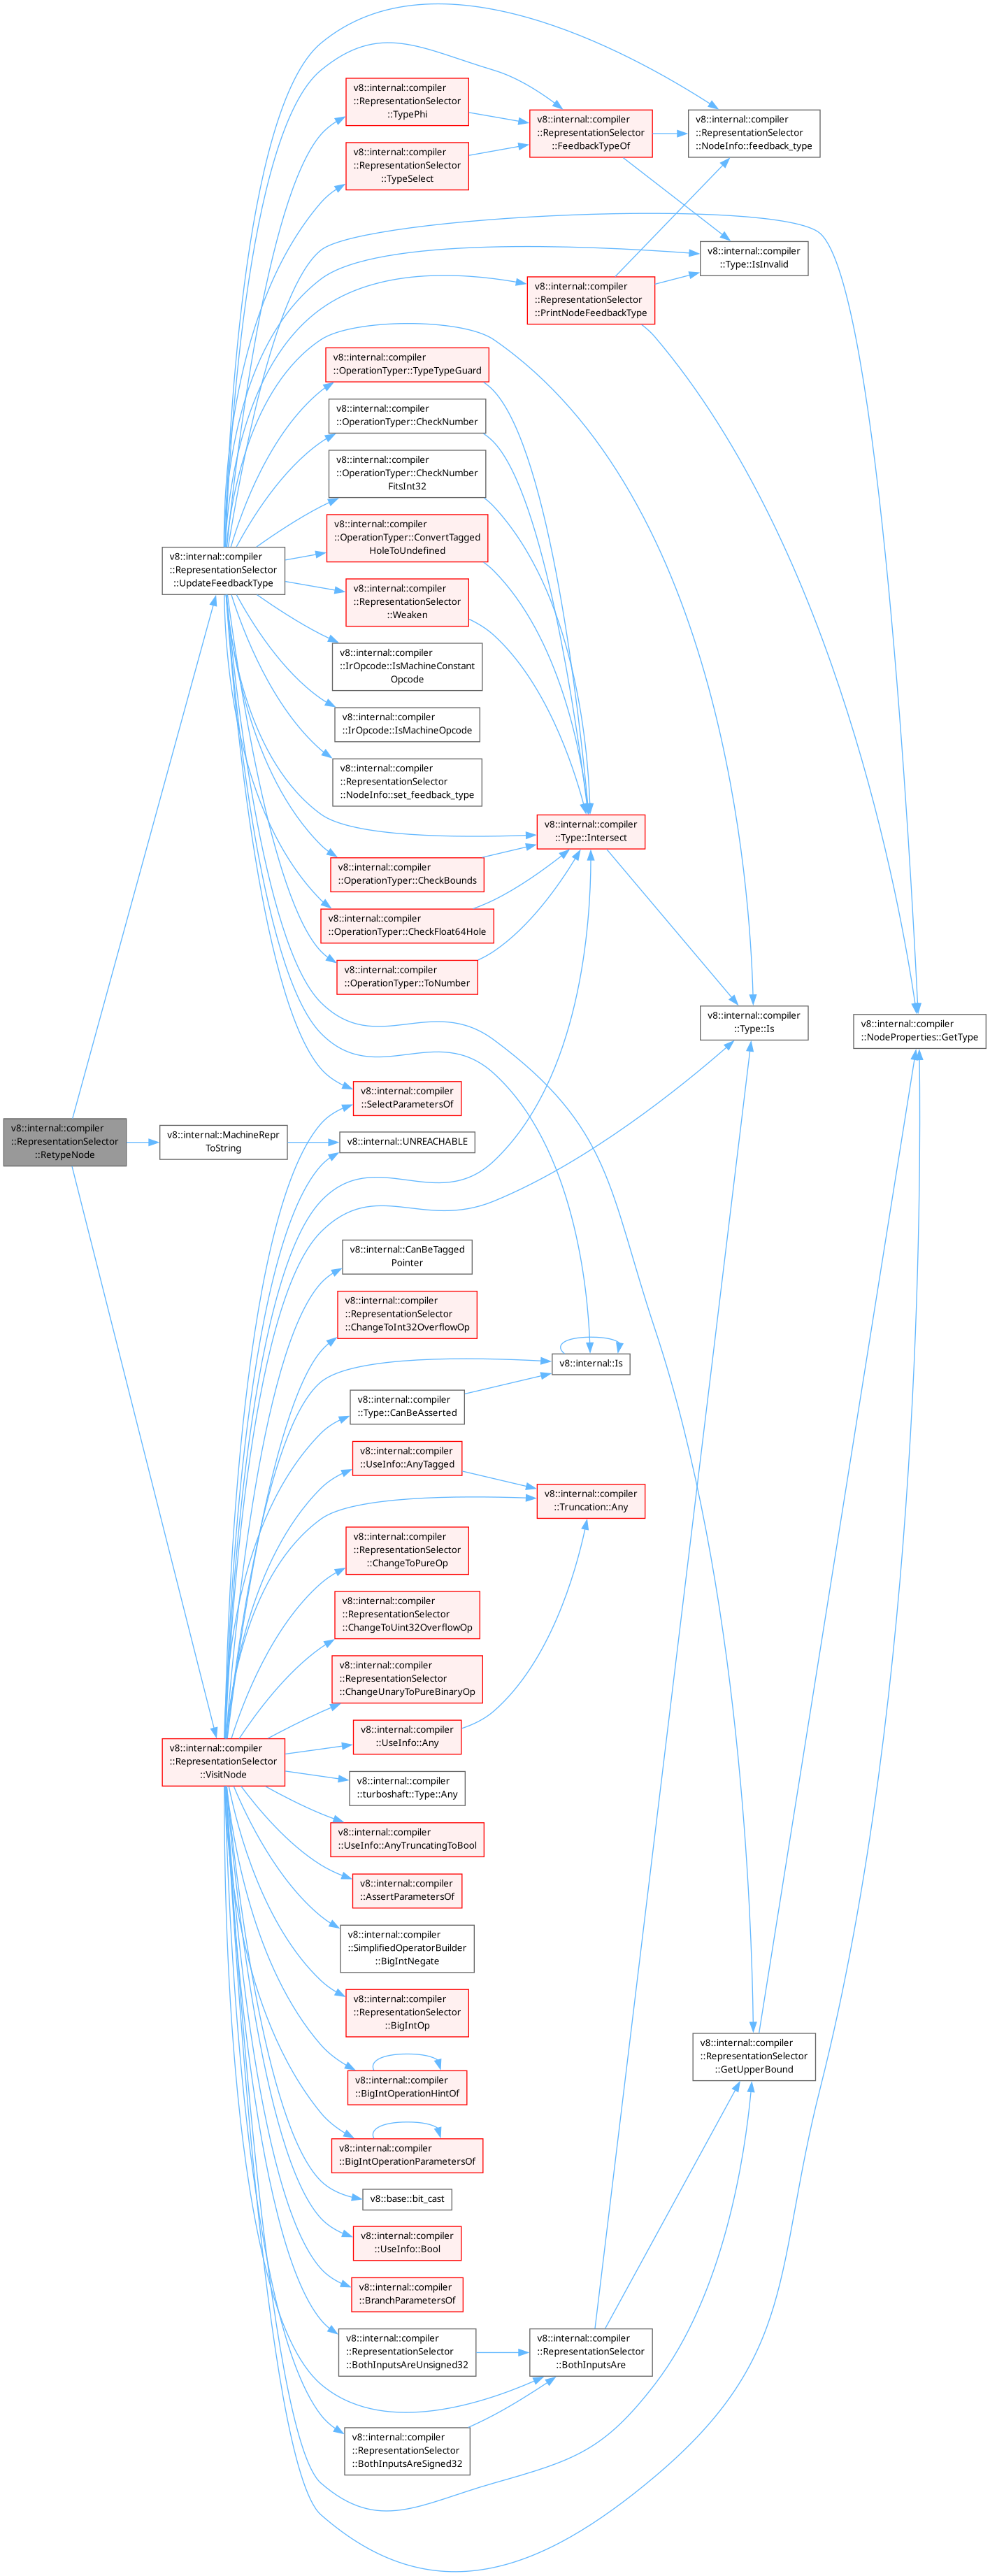 v8::internal::compiler
::RepresentationSelector
::TypePhi
v8::internal::compiler
::RepresentationSelector
::FeedbackTypeOf
v8::internal::compiler
::RepresentationSelector
::NodeInfo::feedback_type
v8::internal::compiler
::RepresentationSelector
::TypeSelect
v8::internal::compiler
::Type::IsInvalid
v8::internal::compiler
::RepresentationSelector
::PrintNodeFeedbackType
v8::internal::compiler
::OperationTyper::TypeTypeGuard
v8::internal::compiler
::OperationTyper::CheckNumber
v8::internal::compiler
::OperationTyper::CheckNumber
FitsInt32
v8::internal::compiler
::OperationTyper::ConvertTagged
HoleToUndefined
v8::internal::compiler
::RepresentationSelector
::UpdateFeedbackType
v8::internal::compiler
::RepresentationSelector
::Weaken
v8::internal::compiler
::IrOpcode::IsMachineConstant
Opcode
v8::internal::compiler
::IrOpcode::IsMachineOpcode
v8::internal::compiler
::RepresentationSelector
::NodeInfo::set_feedback_type
v8::internal::compiler
::Type::Intersect
v8::internal::compiler
::OperationTyper::CheckBounds
v8::internal::compiler
::OperationTyper::CheckFloat64Hole
v8::internal::compiler
::OperationTyper::ToNumber
v8::internal::compiler
::Type::Is
v8::internal::compiler
::NodeProperties::GetType
v8::internal::compiler
::SelectParametersOf
v8::internal::compiler
::RepresentationSelector
::RetypeNode
v8::internal::MachineRepr
ToString
v8::internal::UNREACHABLE
v8::internal::CanBeTagged
Pointer
v8::internal::compiler
::RepresentationSelector
::ChangeToInt32OverflowOp
v8::internal::Is
v8::internal::compiler
::Type::CanBeAsserted
v8::internal::compiler
::UseInfo::AnyTagged
v8::internal::compiler
::Truncation::Any
v8::internal::compiler
::RepresentationSelector
::ChangeToPureOp
v8::internal::compiler
::RepresentationSelector
::ChangeToUint32OverflowOp
v8::internal::compiler
::RepresentationSelector
::ChangeUnaryToPureBinaryOp
v8::internal::compiler
::UseInfo::Any
v8::internal::compiler
::RepresentationSelector
::VisitNode
v8::internal::compiler
::turboshaft::Type::Any
v8::internal::compiler
::UseInfo::AnyTruncatingToBool
v8::internal::compiler
::AssertParametersOf
v8::internal::compiler
::SimplifiedOperatorBuilder
::BigIntNegate
v8::internal::compiler
::RepresentationSelector
::BigIntOp
v8::internal::compiler
::RepresentationSelector
::GetUpperBound
v8::internal::compiler
::BigIntOperationHintOf
v8::internal::compiler
::BigIntOperationParametersOf
v8::base::bit_cast
v8::internal::compiler
::UseInfo::Bool
v8::internal::compiler
::BranchParametersOf
v8::internal::compiler
::RepresentationSelector
::BothInputsAreUnsigned32
v8::internal::compiler
::RepresentationSelector
::BothInputsAre
v8::internal::compiler
::RepresentationSelector
::BothInputsAreSigned32